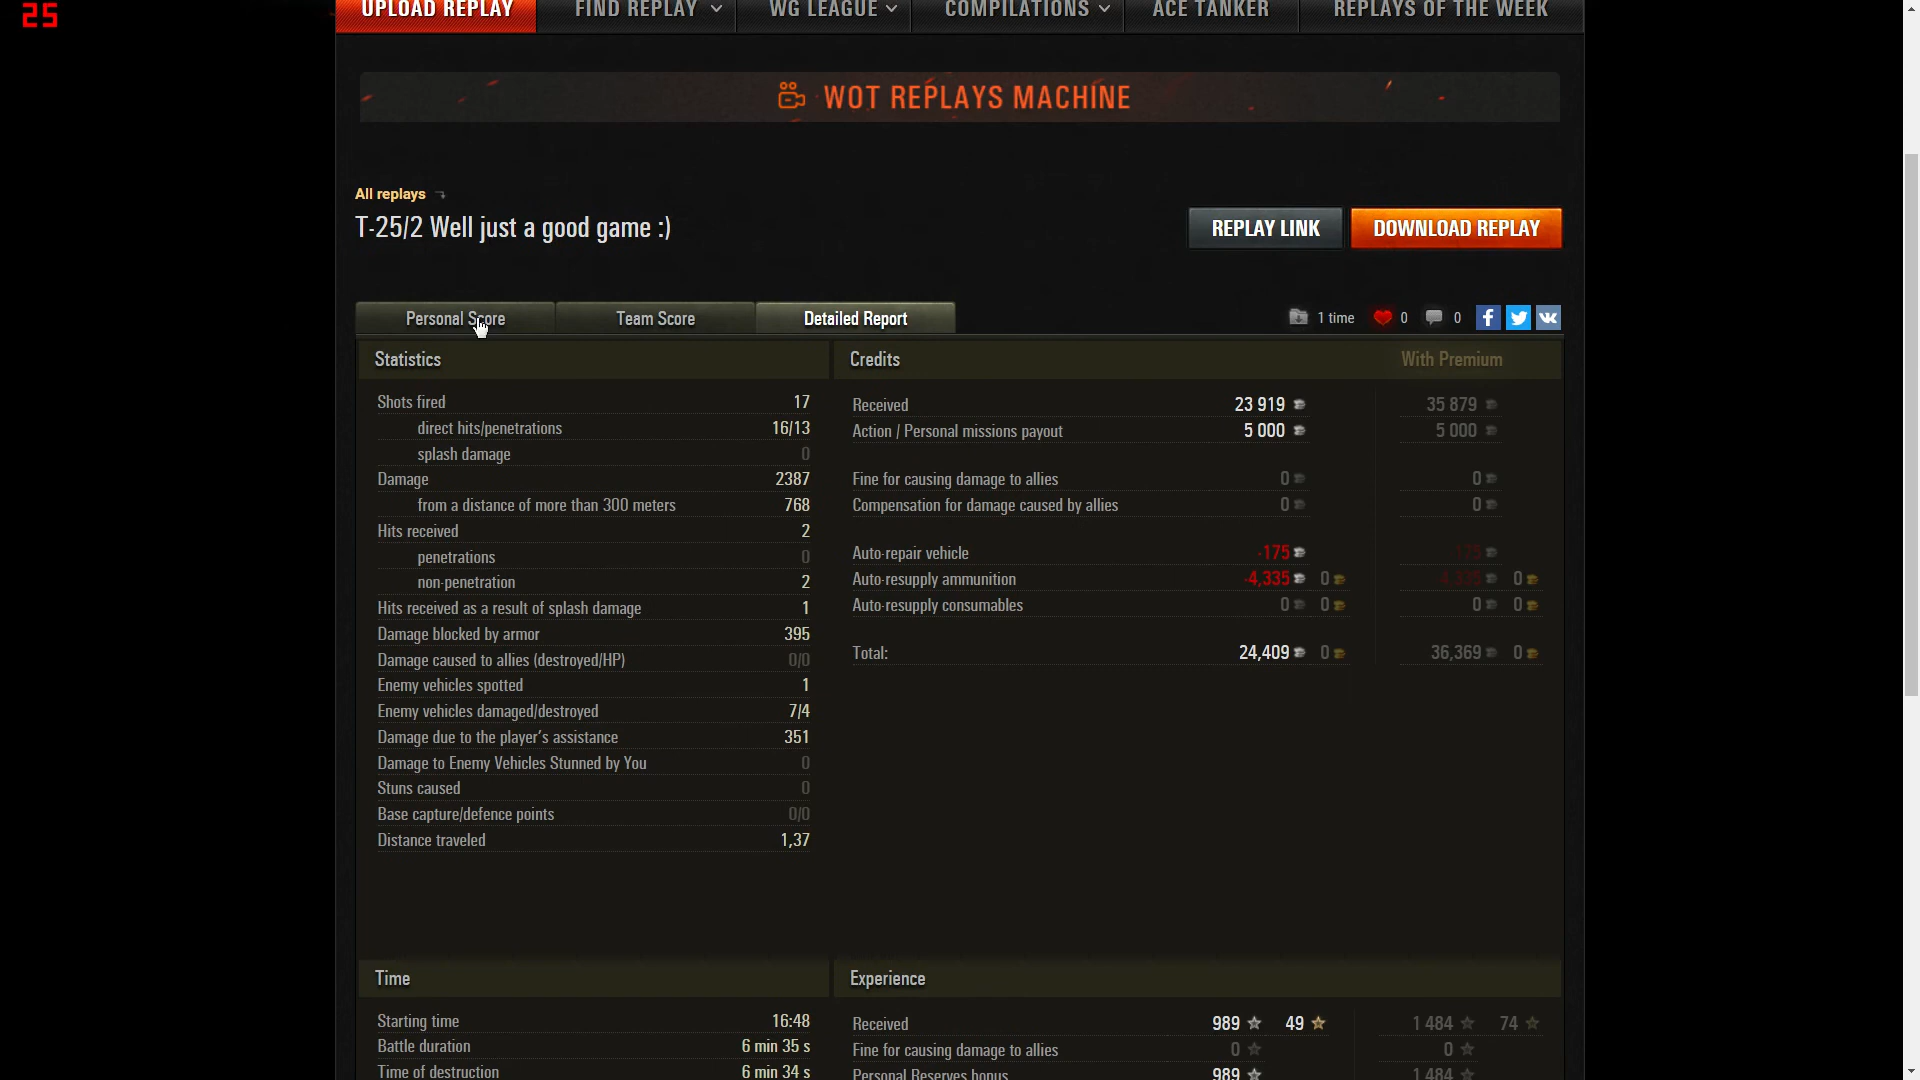 25
UPLOAD REPLAY FIND REPLAY WG LEAGUE COMPILATIONS ACE TANKER REPLAYS OF THE WEEK
WOT REPLAYS MACHINE
All replays
T-25/2 Well just a good game :)
REPLAY LINK DOWNLOAD REPLAY
Personal Score Team Score Detailed Report 1 time 0 0
Statistics
Shots fired 17
direct hits/penetrations 16/13
splash damage 0
Damage 2387
from a distance of more than 300 meters 768
Hits received 2
penetrations 0
non-penetration 2
Hits received as a result of splash damage 1
Damage blocked by armor 395
Damage caused to allies (destroyed/HP) 0/0
Enemy vehicles spotted 1
Enemy vehicles damaged/destroyed 7/4
Damage due to the player's assistance 351
Damage to Enemy Vehicles Stunned by You 0
Stuns caused 0
Base capture/defence points 0/0
Distance traveled 1,37
Credits With Premium
Received 23 919 35 879
Action / Personal missions payout 5 000 5 000
Fine for causing damage to allies 0 0
Compensation for damage caused by allies 0 0
Auto-repair vehicle -175 -175
Auto-resupply ammunition -4,335 0 -4,335 0
Auto-resupply consumables 0 0 0 0
Total: 24,409 0 36,369 0
Time
Starting time 16:48
Battle duration 6 min 35 s
Time of destruction 6 min 34 s
Experience
Received 989 49 1 484 74
Fine for causing damage to allies 0 0
Personal Reserves bonus 989 1 484